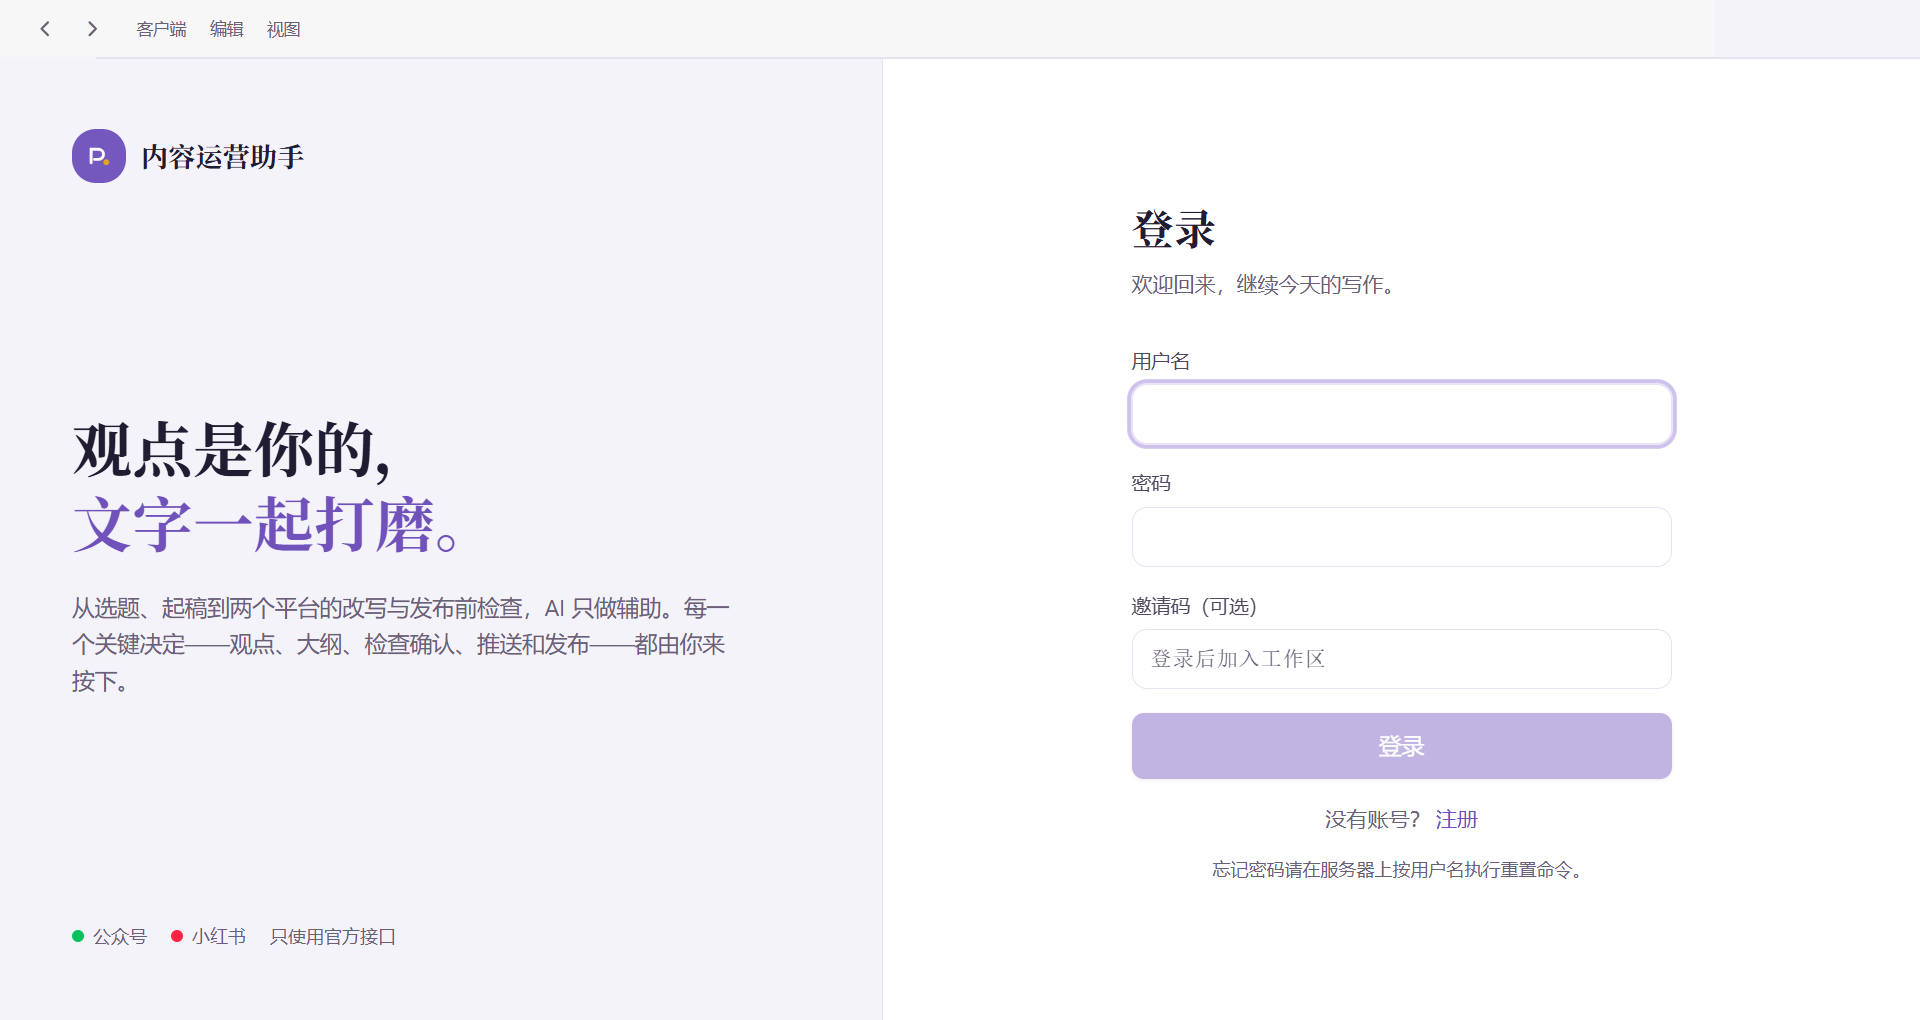 客户端 编辑 视图
P.
内容运营助手
观点是你的，
文字一起打磨。
从选题、起稿到两个平台的改写与发布前检查，AI 只做辅助。每一
个关键决定——观点、大纲、检查确认、推送和发布——都由你来
按下。
公众号 小红书 只使用官方接口
登录
欢迎回来，继续今天的写作。
用户名
密码
邀请码（可选）
登录后加入工作区
登录
没有账号？ 注册
忘记密码请在服务器上按用户名执行重置命令。